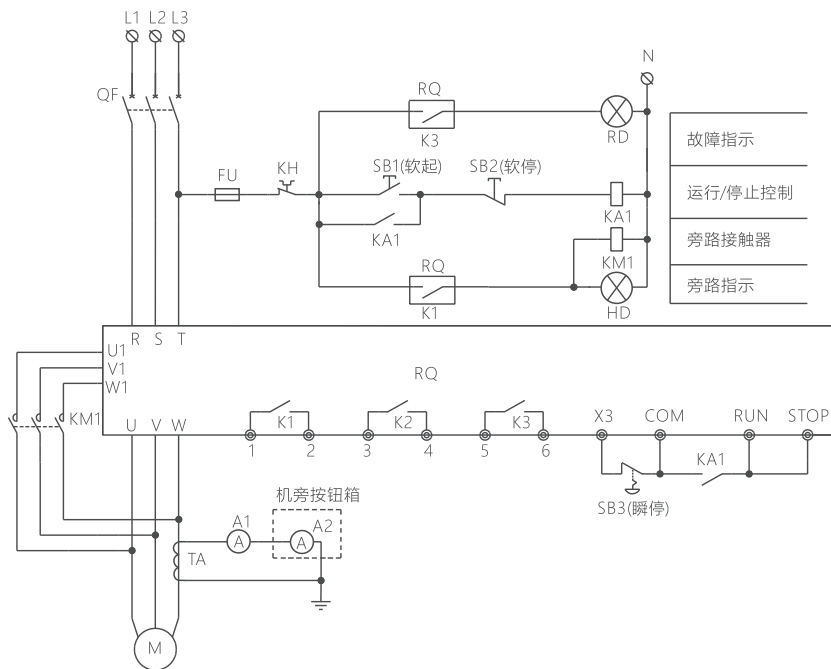 L1 L2 L3
N
QF
RQ
K3
RD
故障指示
FU
KH
SB1(软起)
SB2(软停)
KA1
运行/停止控制
KA1
KM1
旁路接触器
RQ
K1
HD
旁路指示
R S T
U1
V1
W1
RQ
KM1
U V W
K1
K2
K3
X3 COM RUN STOP
1 2 3 4 5 6
KA1
SB3(瞬停)
机旁按钮箱
A1
A2
A
A
TA
M